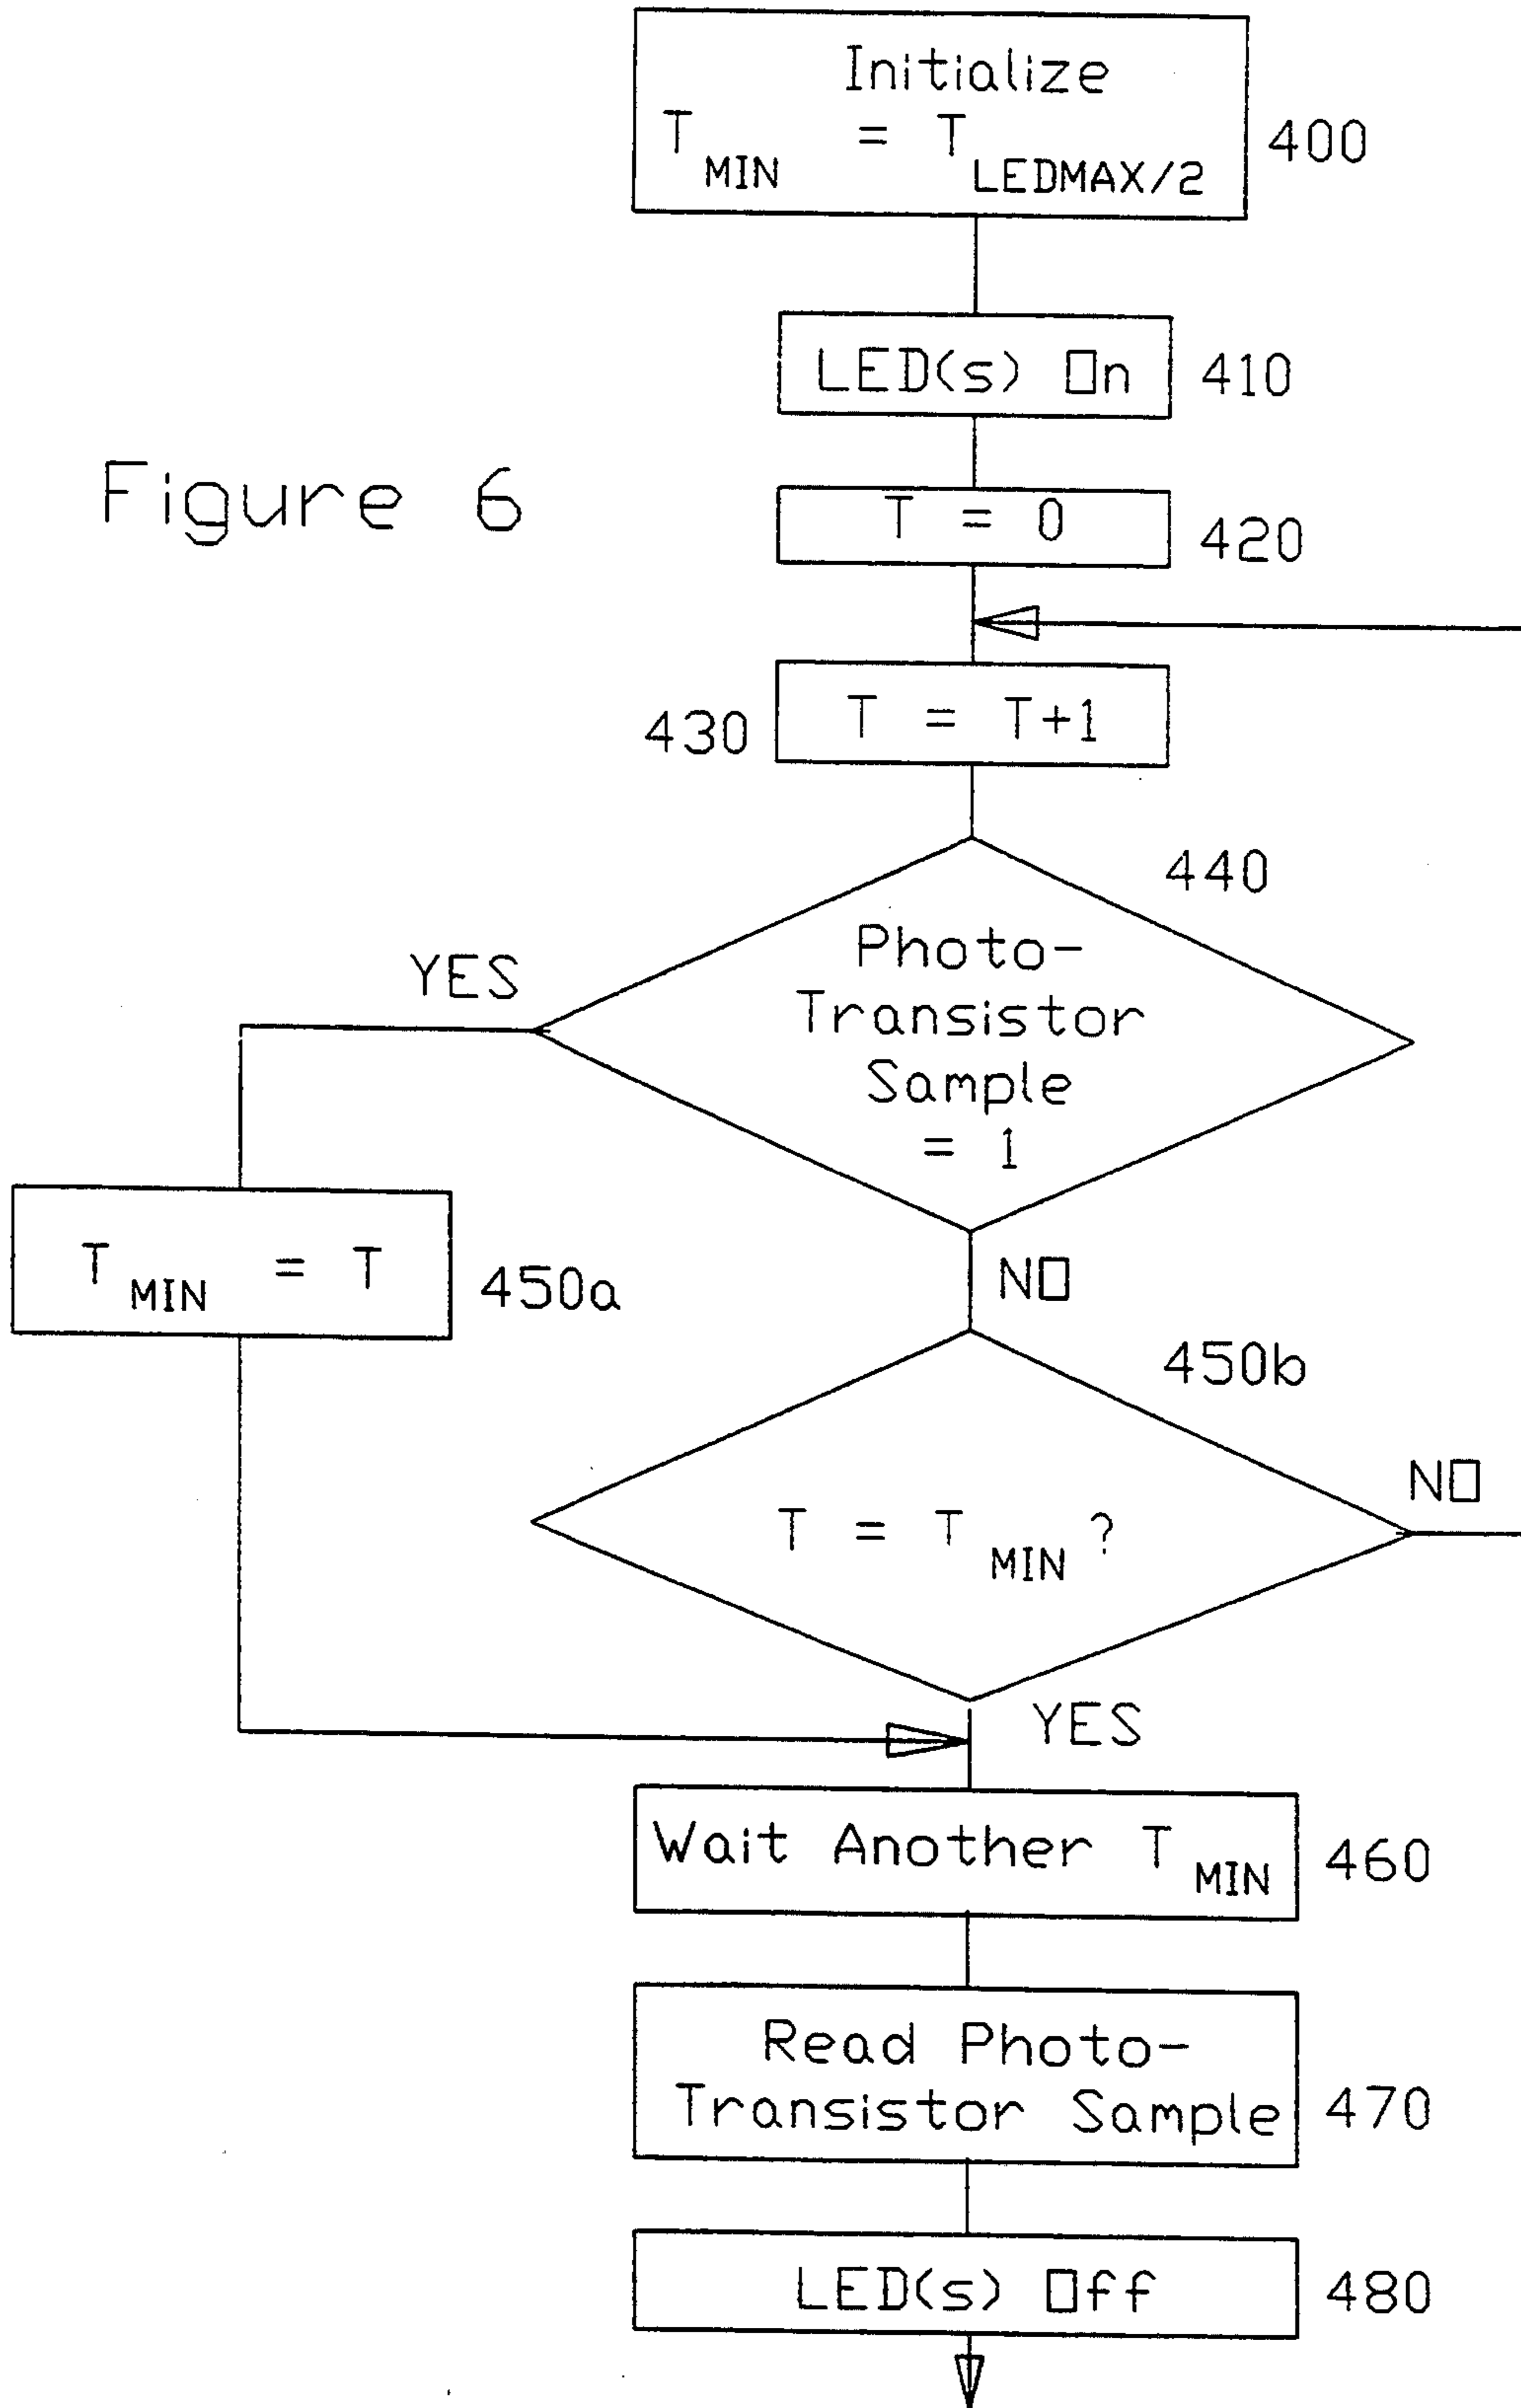 Initialize
T MIN = T LEDMAX/2
400
LED(s) On
410
Figure 6
T = 0
420
T = T+1
430
440
Photo-
Transistor
Sample
= 1
YES
NO
T MIN = T
450a
450b
T = T MIN ?
NO
YES
Wait Another T MIN
460
Read Photo-
Transistor Sample
470
LED(s) Off
480